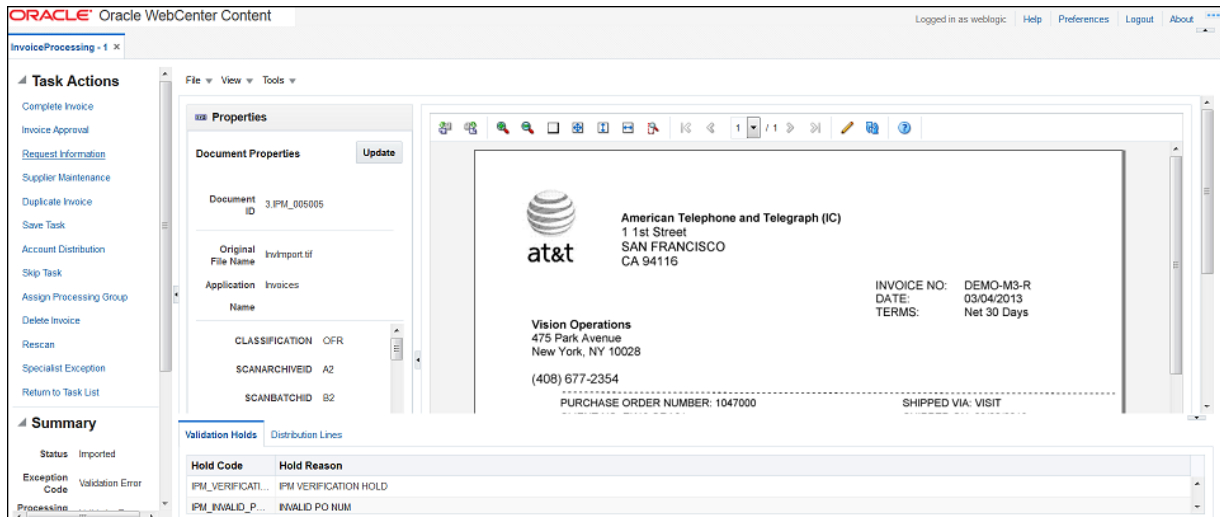 ORACLE® Oracle WebCenter Content
Logged in as weblogic Help Preferences Logout About
InvoiceProcessing - 1 ×
Task Actions
Complete Invoice
Invoice Approval
Request Information
Supplier Maintenance
Duplicate Invoice
Save Task
Account Distribution
Skip Task
Assign Processing Group
Delete Invoice
Rescan
Specialist Exception
Return to Task List
Summary
Status Imported
Exception Code Validation Error
Processing
File View Tools
Properties
Document Properties Update
Document ID 3.IPM_005005
Original File Name InvImport.tif
Application Name Invoices
CLASSIFICATION OFR
SCANARCHIVEID A2
SCANBATCHID B2
1 / 1
at&t
American Telephone and Telegraph (IC)
1 1st Street
SAN FRANCISCO
CA 94116
INVOICE NO: DEMO-M3-R
DATE: 03/04/2013
TERMS: Net 30 Days
Vision Operations
475 Park Avenue
New York, NY 10028
(408) 677-2354
PURCHASE ORDER NUMBER: 1047000 SHIPPED VIA: VISIT
Validation Holds Distribution Lines
Hold Code Hold Reason
IPM_VERIFICATI... IPM VERIFICATION HOLD
IPM_INVALID_P... INVALID PO NUM